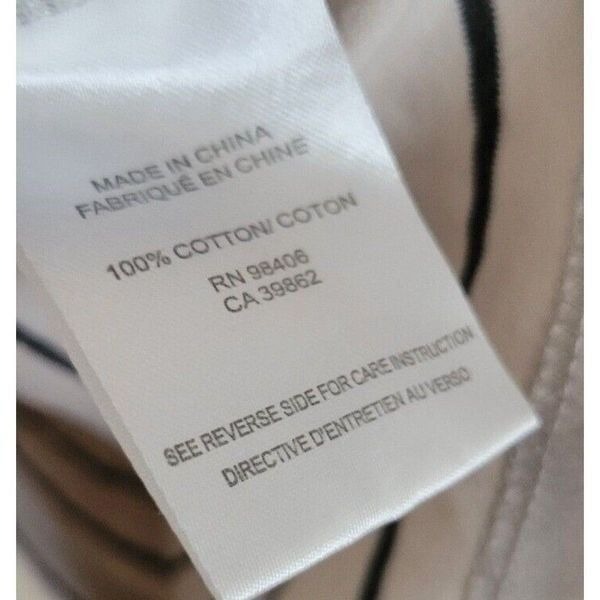 MADE IN CHINA
FABRIQUÉ EN CHINE
100% COTTON/ COTON
RN 98406
CA 39862
SEE REVERSE SIDE FOR CARE INSTRUCTION
DIRECTIVE D'ENTRETIEN AU VERSO